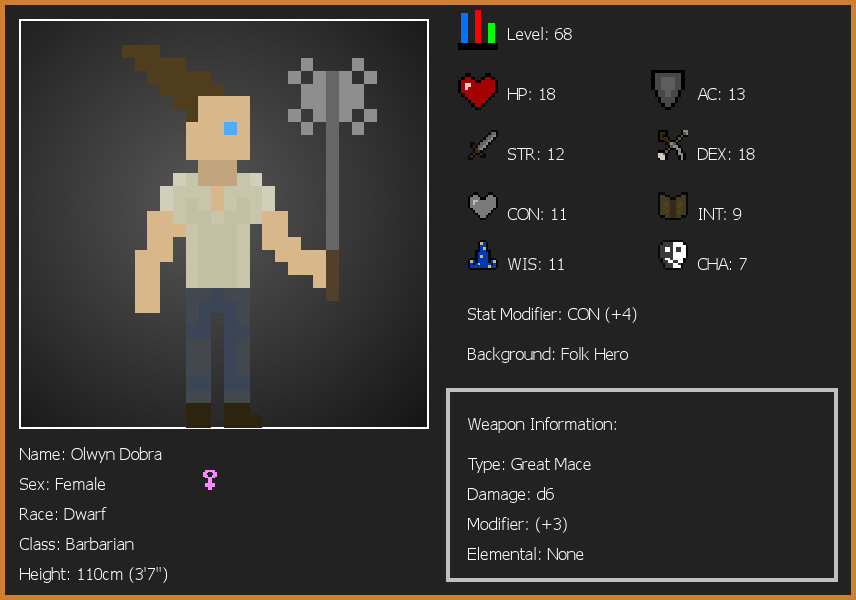 Level: 68
HP: 18
AC: 13
STR: 12
DEX: 18
CON: 11
INT: 9
WIS: 11
CHA: 7
Stat Modifier: CON (+4)
Background: Folk Hero
Weapon Information:
Type: Great Mace
Damage: d6
Modifier: (+3)
Elemental: None
Name: Olwyn Dobra
Sex: Female
Race: Dwarf
Class: Barbarian
Height: 110cm (3'7")